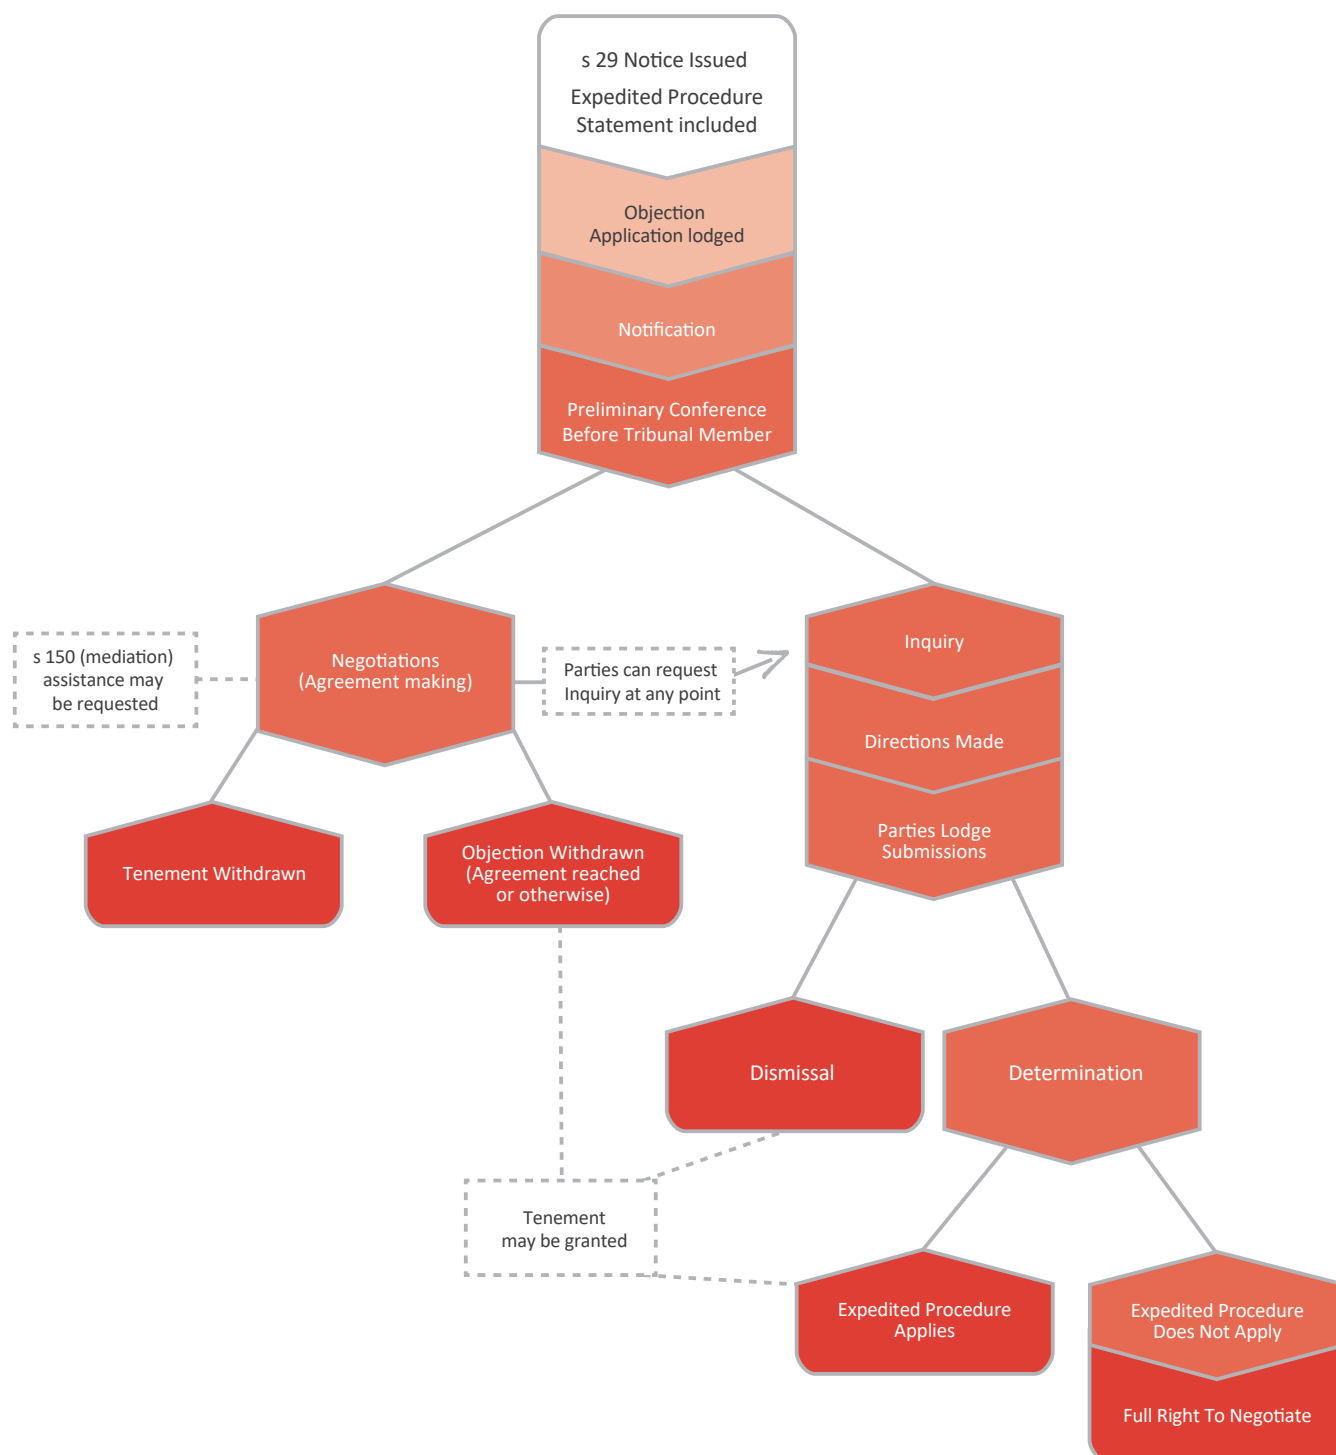 s 29 Notice Issued
Expedited Procedure
Statement included
Objection
Application lodged
Notification
Preliminary Conference
Before Tribunal Member
s 150 (mediation)
assistance may
be requested
Negotiations
(Agreement making)
Parties can request
Inquiry at any point
Inquiry
Directions Made
Parties Lodge
Submissions
Tenement Withdrawn
Objection Withdrawn
(Agreement reached
or otherwise)
Dismissal
Determination
Tenement
may be granted
Expedited Procedure
Applies
Expedited Procedure
Does Not Apply
Full Right To Negotiate